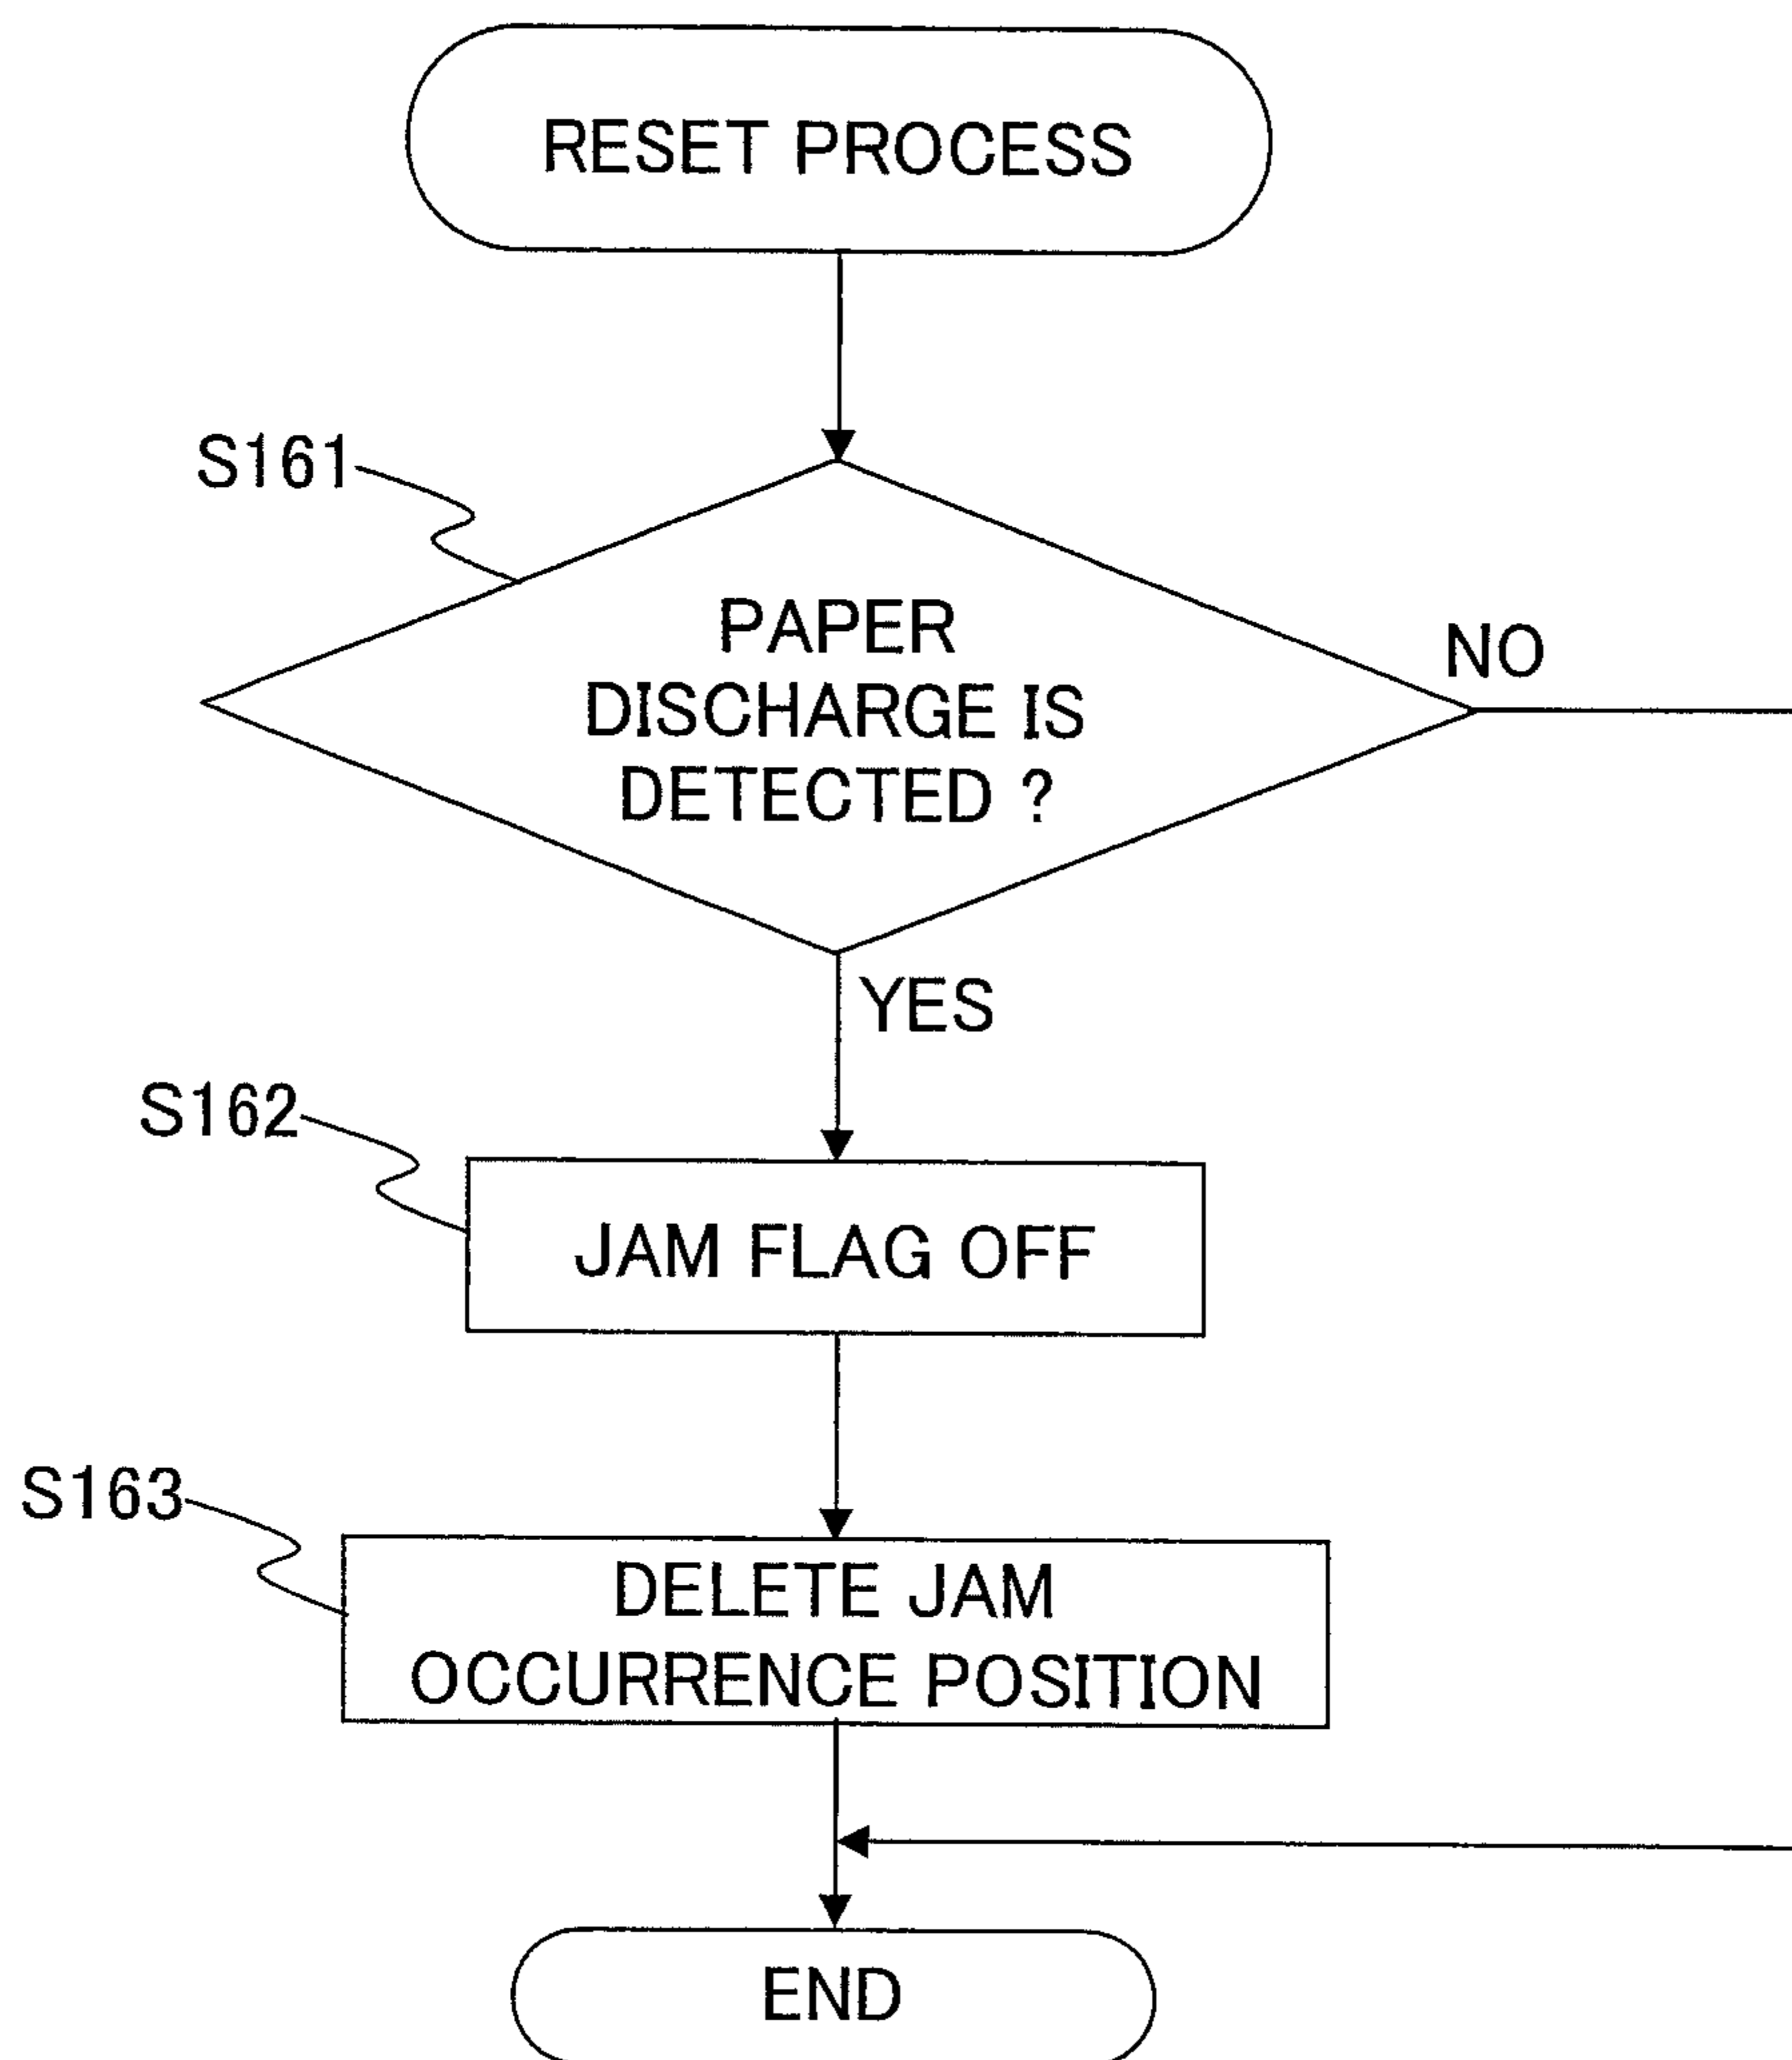 RESET PROCESS
S161
PAPER
DISCHARGE IS
DETECTED ?
NO
YES
S162
JAM FLAG OFF
S163
DELETE JAM
OCCURRENCE POSITION
END